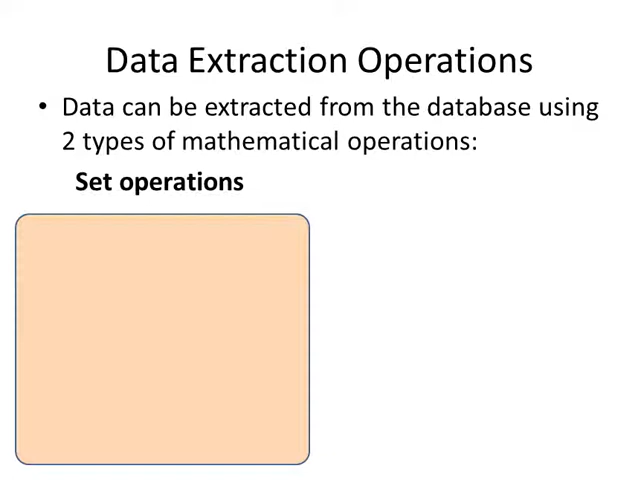 Data Extraction Operations
• Data can be extracted from the database using
2 types of mathematical operations:
Set operations